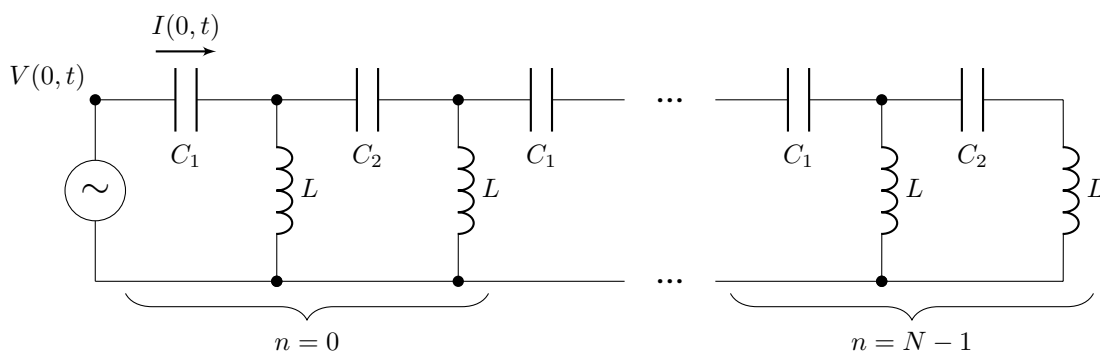 I(0, t)
V(0, t)
C₁
C₂
C₁
...
C₁
C₂
∼
L
L
L
L
...
n = 0
n = N − 1